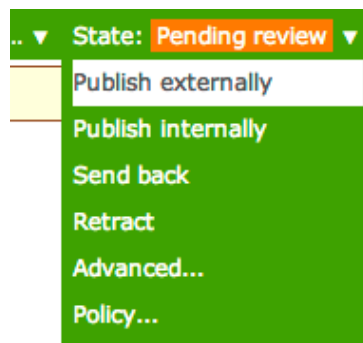 .. ▼ State: Pending review ▼
Publish externally
Publish internally
Send back
Retract
Advanced...
Policy...